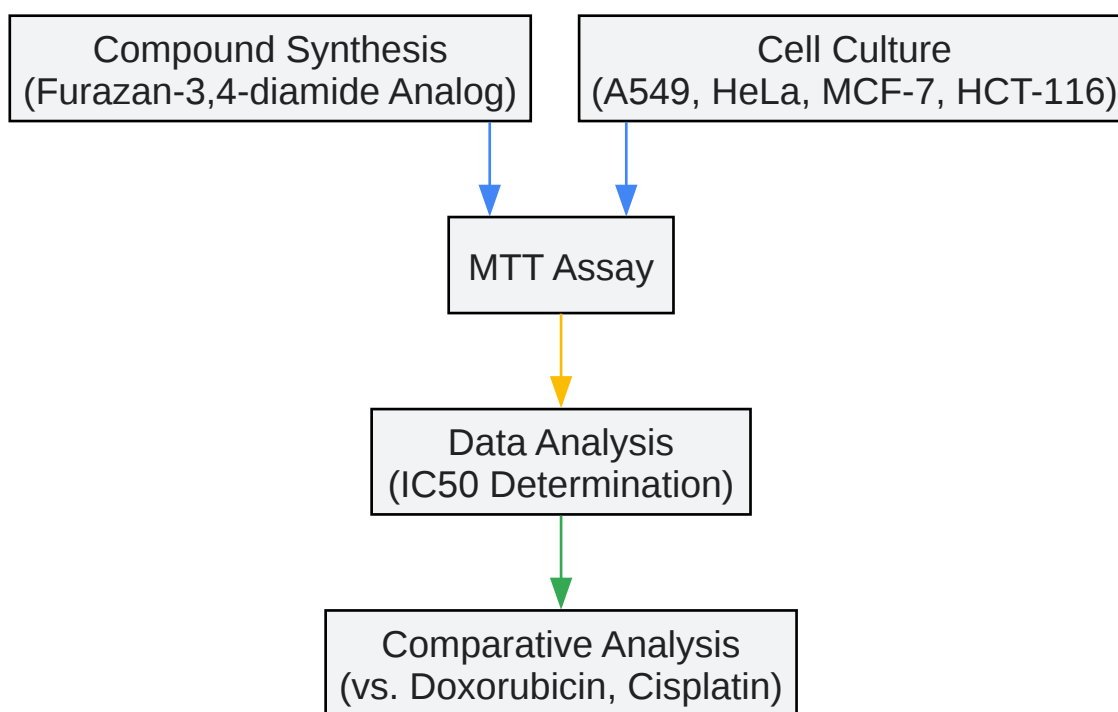 Compound Synthesis
(Furazan-3,4-diamide Analog)
Cell Culture
(A549, HeLa, MCF-7, HCT-116)
MTT Assay
Data Analysis
(IC50 Determination)
Comparative Analysis
(vs. Doxorubicin, Cisplatin)